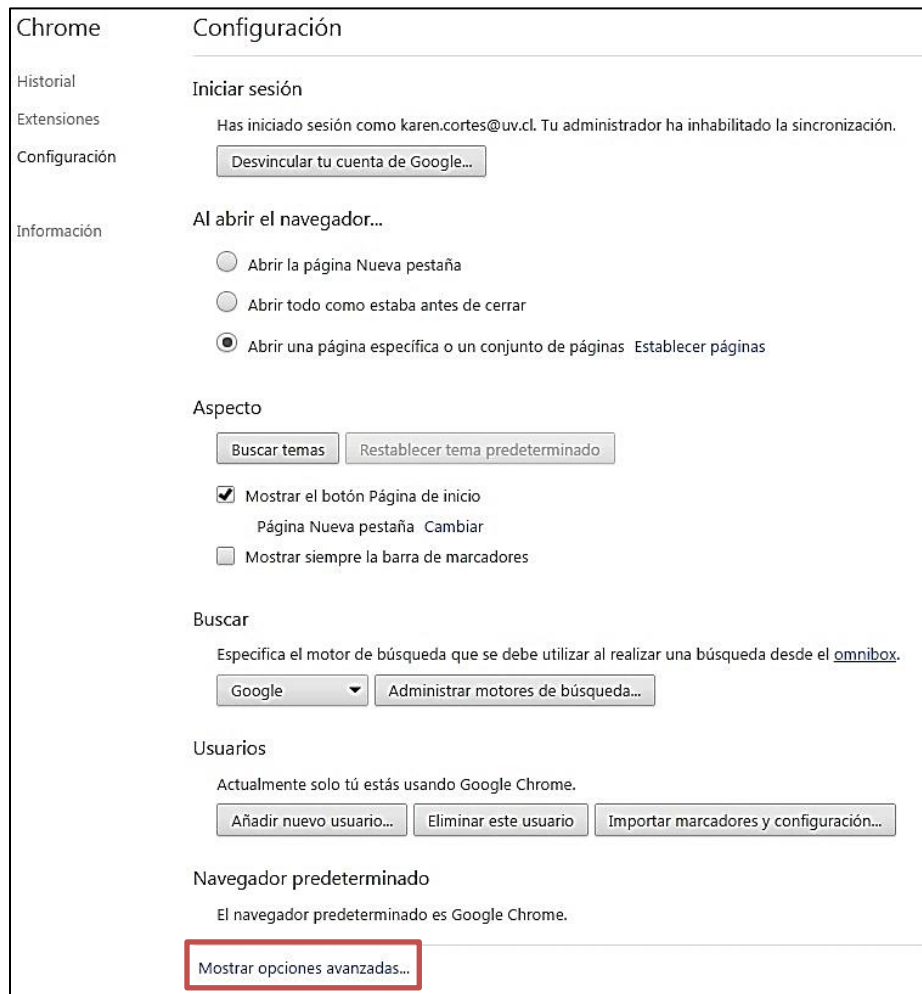 Chrome
Historial
Extensiones
Configuración
Información
Configuración
Iniciar sesión
Has iniciado sesión como karen.cortes@uv.cl. Tu administrador ha inhabilitado la sincronización.
Desvincular tu cuenta de Google...
Al abrir el navegador...
Abrir la página Nueva pestaña
Abrir todo como estaba antes de cerrar
Abrir una página específica o un conjunto de páginas Establecer páginas
Aspecto
Buscar temas Restablecer tema predeterminado
Mostrar el botón Página de inicio
Página Nueva pestaña Cambiar
Mostrar siempre la barra de marcadores
Buscar
Especifica el motor de búsqueda que se debe utilizar al realizar una búsqueda desde el omnibox.
Google Administrar motores de búsqueda...
Usuarios
Actualmente solo tú estás usando Google Chrome.
Añadir nuevo usuario... Eliminar este usuario Importar marcadores y configuración...
Navegador predeterminado
El navegador predeterminado es Google Chrome.
Mostrar opciones avanzadas...